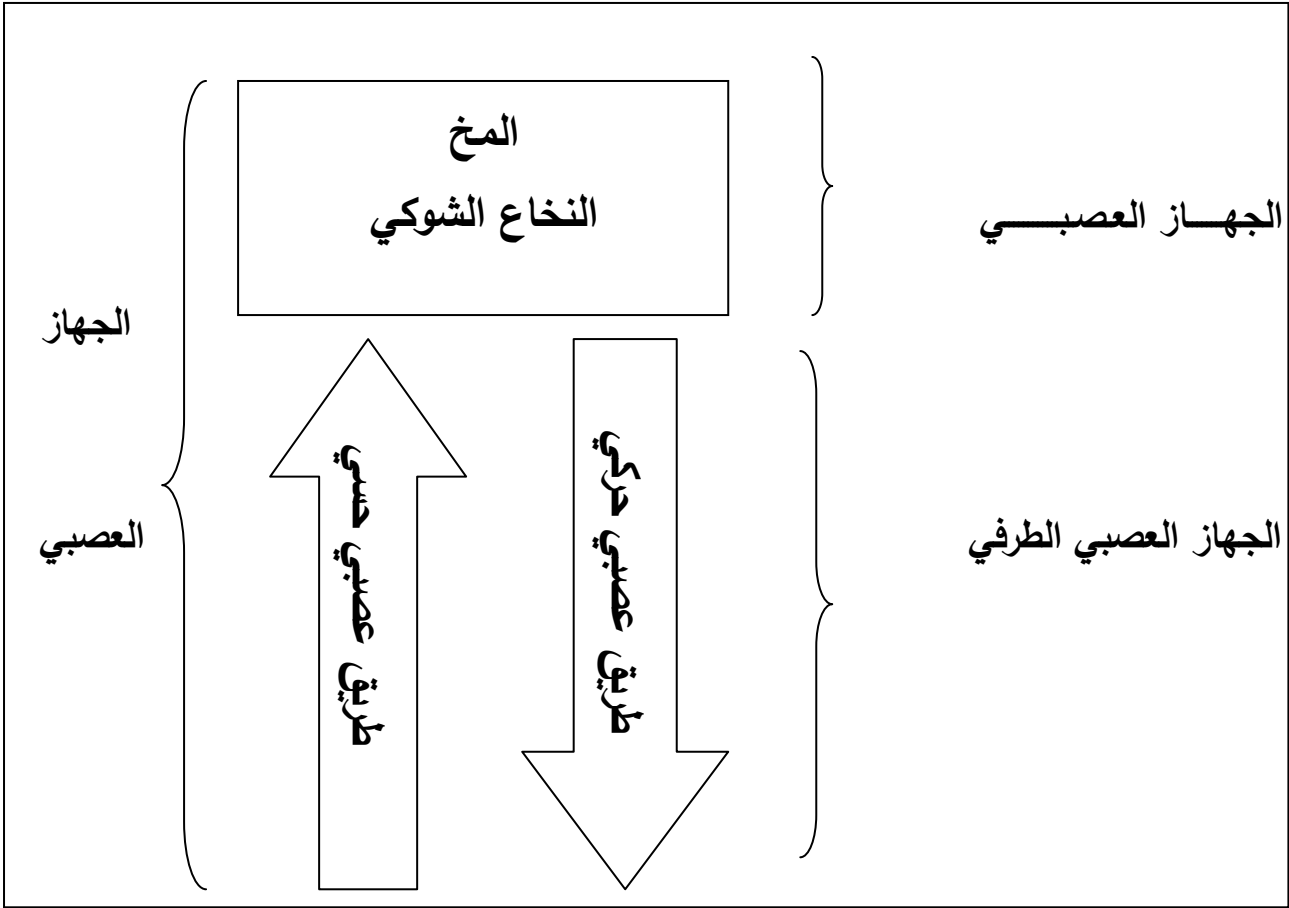 المخ
النخاع الشوكي
الجهـــاز العصبـــــي
الجهاز
العصبي
الجهاز العصبي الطرفي
طريق عصبي حركي
طريق عصبي حسي